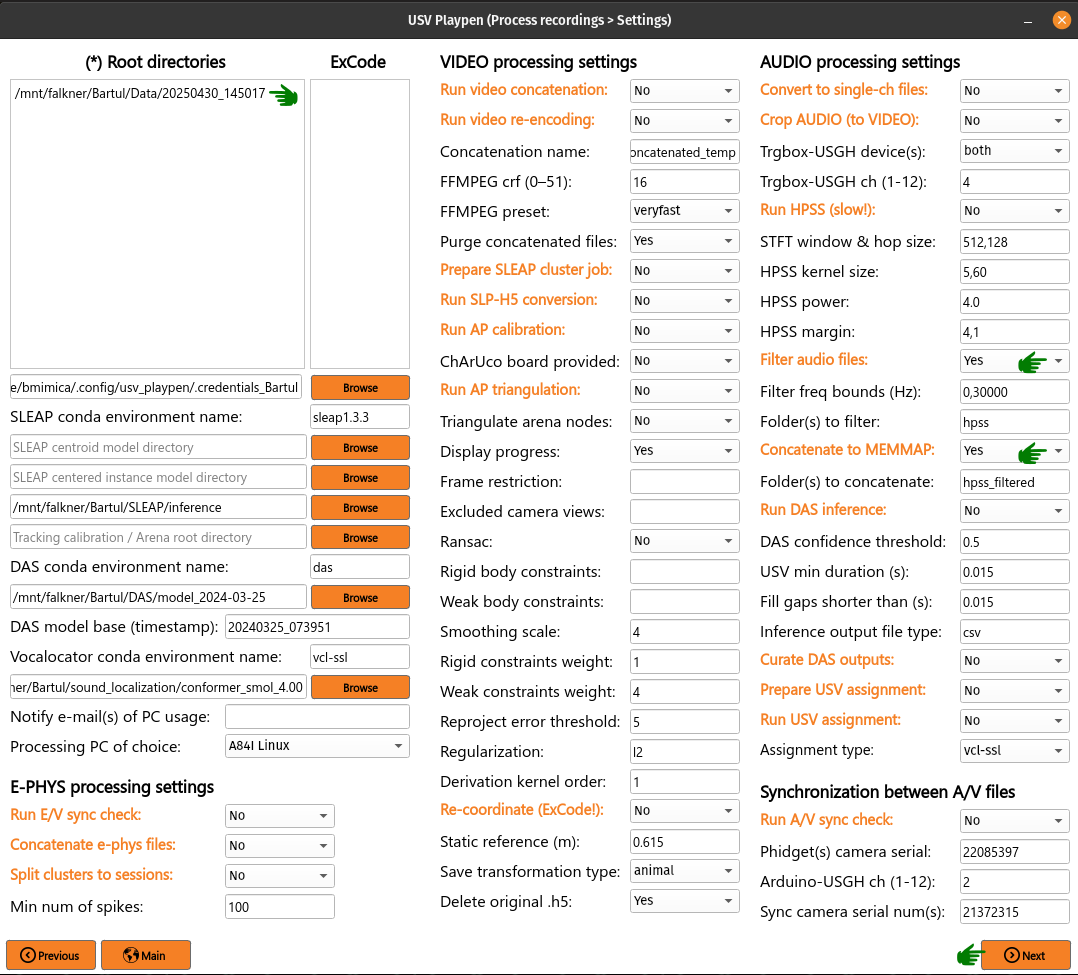 USV Playpen (Process recordings > Settings)
(*) Root directories
ExCode
/mnt/falkner/Bartul/Data/20250430_145017
e/bmimica/.config/usv_playpen/.credentials_Bartul Browse
SLEAP conda environment name: sleap1.3.3
SLEAP centroid model directory Browse
SLEAP centered instance model directory Browse
/mnt/falkner/Bartul/SLEAP/inference Browse
Tracking calibration / Arena root directory Browse
DAS conda environment name: das
/mnt/falkner/Bartul/DAS/model_2024-03-25 Browse
DAS model base (timestamp): 20240325_073951
Vocalocator conda environment name: vcl-ssl
ner/Bartul/sound_localization/conformer_smol_4.00 Browse
Notify e-mail(s) of PC usage:
Processing PC of choice: A84I Linux
E-PHYS processing settings
Run E/V sync check: No
Concatenate e-phys files: No
Split clusters to sessions: No
Min num of spikes: 100
VIDEO processing settings
Run video concatenation: No
Run video re-encoding: No
Concatenation name: oncatenated_temp
FFMPEG crf (0–51): 16
FFMPEG preset: veryfast
Purge concatenated files: Yes
Prepare SLEAP cluster job: No
Run SLP-H5 conversion: No
Run AP calibration: No
ChArUco board provided: No
Run AP triangulation: No
Triangulate arena nodes: No
Display progress: Yes
Frame restriction:
Excluded camera views:
Ransac: No
Rigid body constraints:
Weak body constraints:
Smoothing scale: 4
Rigid constraints weight: 1
Weak constraints weight: 4
Reproject error threshold: 5
Regularization: l2
Derivation kernel order: 1
Re-coordinate (ExCode!): No
Static reference (m): 0.615
Save transformation type: animal
Delete original .h5: Yes
AUDIO processing settings
Convert to single-ch files: No
Crop AUDIO (to VIDEO): No
Trgbox-USGH device(s): both
Trgbox-USGH ch (1-12): 4
Run HPSS (slow!): No
STFT window & hop size: 512,128
HPSS kernel size: 5,60
HPSS power: 4.0
HPSS margin: 4,1
Filter audio files: Yes
Filter freq bounds (Hz): 0,30000
Folder(s) to filter: hpss
Concatenate to MEMMAP: Yes
Folder(s) to concatenate: hpss_filtered
Run DAS inference: No
DAS confidence threshold: 0.5
USV min duration (s): 0.015
Fill gaps shorter than (s): 0.015
Inference output file type: csv
Curate DAS outputs: No
Prepare USV assignment: No
Run USV assignment: No
Assignment type: vcl-ssl
Synchronization between A/V files
Run A/V sync check: No
Phidget(s) camera serial: 22085397
Arduino-USGH ch (1-12): 2
Sync camera serial num(s): 21372315
Previous
Main
Next